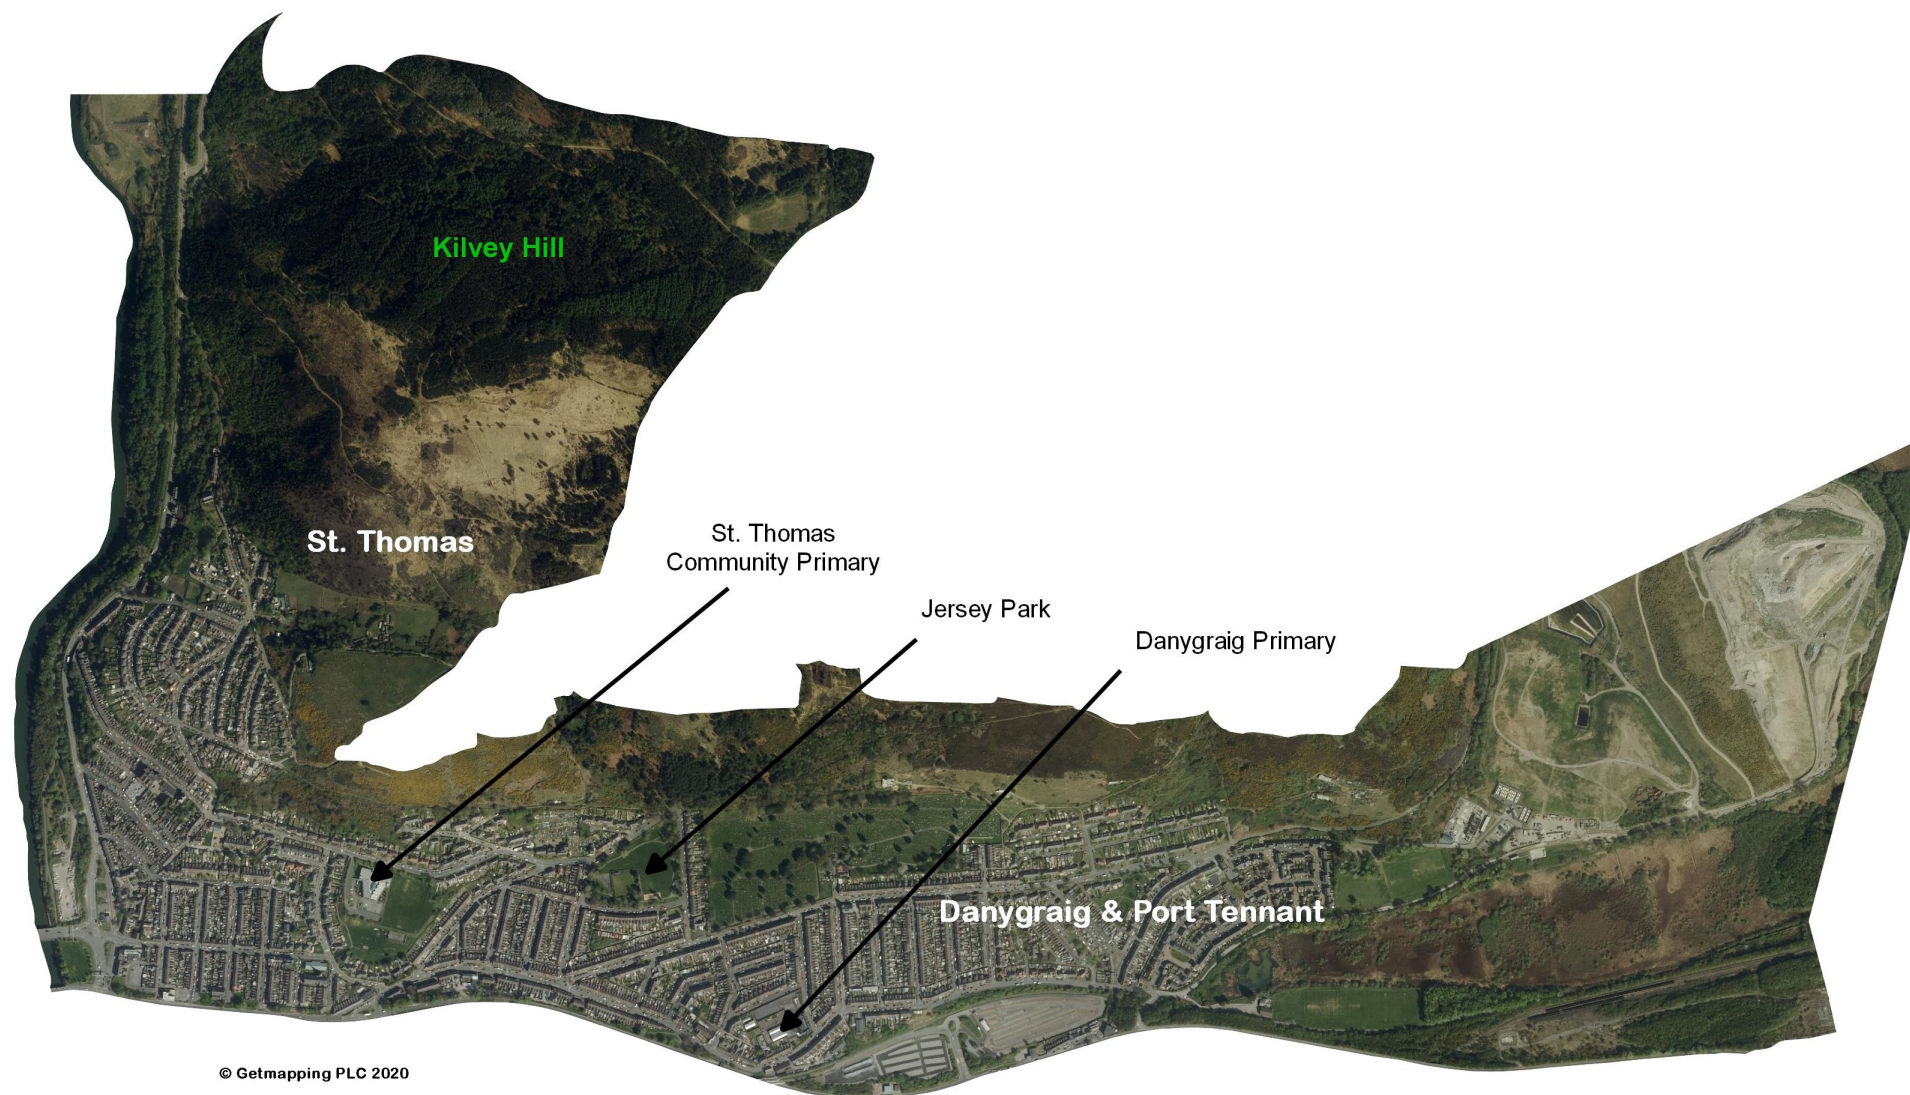 Kilvey Hill
St. Thomas
St. Thomas
Community Primary
Jersey Park
Danygraig Primary
Danygraig & Port Tennant
© Getmapping PLC 2020